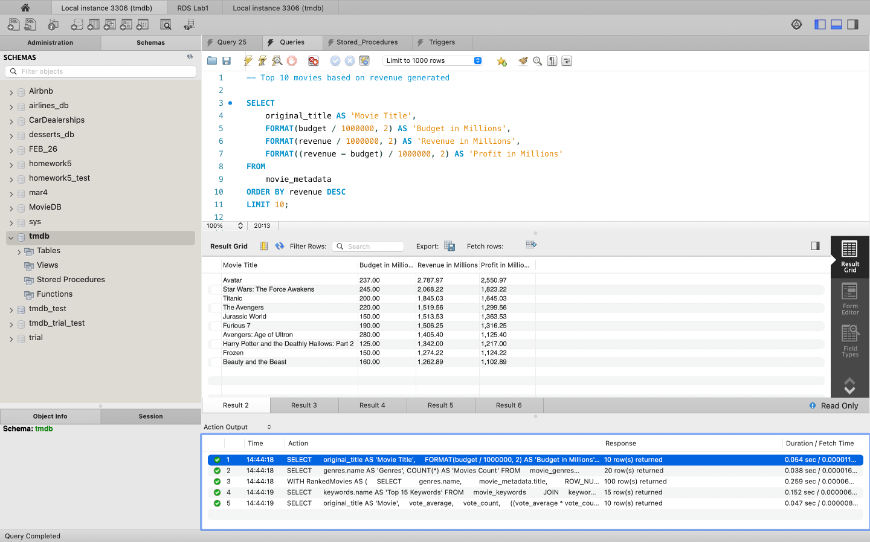 Local instance 3306 (tmdb)
RDS Lab1
Local instance 3306 (tmdb)
Administration
Schemas
Query 25
Queries
Stored_Procedures
Triggers
SCHEMAS
Filter objects
Limit to 1000 rows
Airbnb
airlines_db
CarDealerships
desserts_db
FEB_26
homework5
homework5_test
mar4
MovieDB
sys
tmdb
Tables
Views
Stored Procedures
Functions
tmdb_test
tmdb_trial_test
trial
1 -- Top 10 movies based on revenue generated
2
3 SELECT
4 original_title AS 'Movie Title',
5 FORMAT(budget / 1000000, 2) AS 'Budget in Millions',
6 FORMAT(revenue / 1000000, 2) AS 'Revenue in Millions',
7 FORMAT((revenue - budget) / 1000000, 2) AS 'Profit in Millions'
8 FROM
9 movie_metadata
10 ORDER BY revenue DESC
11 LIMIT 10;
12
100% 20:13
Result Grid Filter Rows: Search Export: Fetch rows:
Movie Title Budget in Millio... Revenue in Millions Profit in Millio...
Avatar 237.00 2,787.97 2,550.97
Star Wars: The Force Awakens 245.00 2,068.22 1,823.22
Titanic 200.00 1,845.03 1,645.03
The Avengers 220.00 1,519.56 1,299.56
Jurassic World 150.00 1,513.53 1,363.53
Furious 7 190.00 1,506.25 1,316.25
Avengers: Age of Ultron 280.00 1,405.40 1,125.40
Harry Potter and the Deathly Hallows: Part 2 125.00 1,342.00 1,217.00
Frozen 150.00 1,274.22 1,124.22
Beauty and the Beast 160.00 1,262.89 1,102.89
Result Grid
Form Editor
Field Types
Result 2 Result 3 Result 4 Result 5 Result 6 Read Only
Object Info
Session
Schema: tmdb
Action Output
Time Action Response Duration / Fetch Time
1 14:44:18 SELECT original_title AS 'Movie Title', FORMAT(budget / 1000000, 2) AS 'Budget in Millions'... 10 row(s) returned 0.054 sec / 0.000011...
2 14:44:18 SELECT genres.name AS 'Genres', COUNT(*) AS 'Movies Count' FROM movie_genres... 20 row(s) returned 0.038 sec / 0.000016...
3 14:44:18 WITH RankedMovies AS ( SELECT genres.name, movie_metadata.title, ROW_NU... 100 row(s) returned 0.259 sec / 0.00006...
4 14:44:19 SELECT keywords.name AS 'Top 15 Keywords' FROM movie_keywords JOIN keywor... 15 row(s) returned 0.152 sec / 0.00006...
5 14:44:19 SELECT original_title AS 'Movie', vote_average, vote_count, ((vote_average * vote_cou... 10 row(s) returned 0.047 sec / 0.00008...
Query Completed